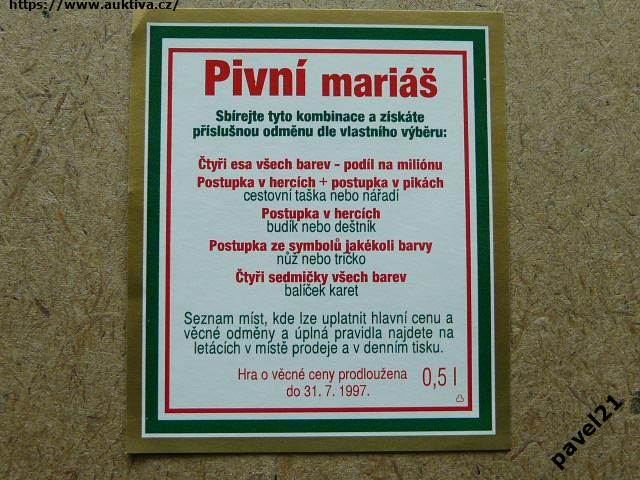 https://www.auktiva.cz/
Pivní mariáš
Sbírejte tyto kombinace a získáte
příslušnou odměnu dle vlastního výběru:
Čtyři esa všech barev - podíl na miliónu
Postupka v hercích + postupka v pikách
cestovní taška nebo nářadí
Postupka v hercích
budík nebo deštník
Postupka ze symbolů jakékoli barvy
nůž nebo tričko
Čtyři sedmičky všech barev
balíček karet
Seznam míst, kde lze uplatnit hlavní cenu a
věcné odměny a úplná pravidla najdete na
letácích v místě prodeje a v denním tisku.
Hra o věcné ceny prodloužena
do 31. 7. 1997.
0,5 l
pavel21